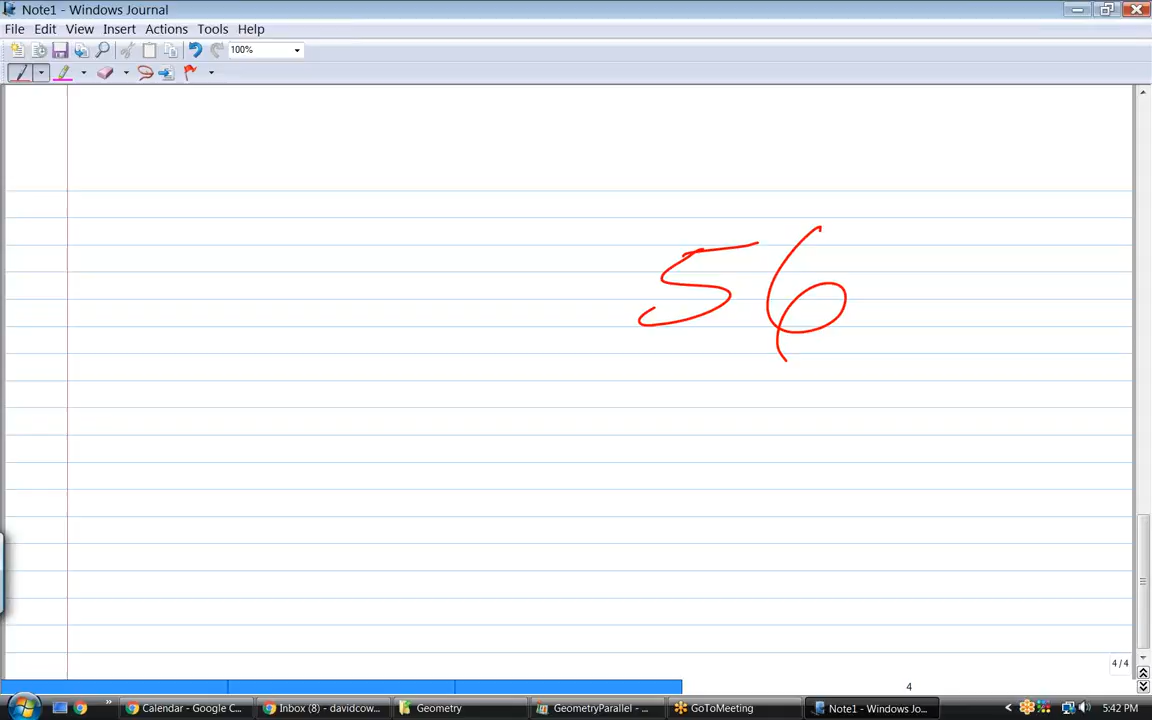 Note1 - Windows Journal
File Edit View Insert Actions Tools Help
100%
56
4/4
4
Calendar - Google C... Inbox (8) - davidcow... Geometry GeometryParallel - ... GoToMeeting Note1 - Windows Jo... 5:42 PM